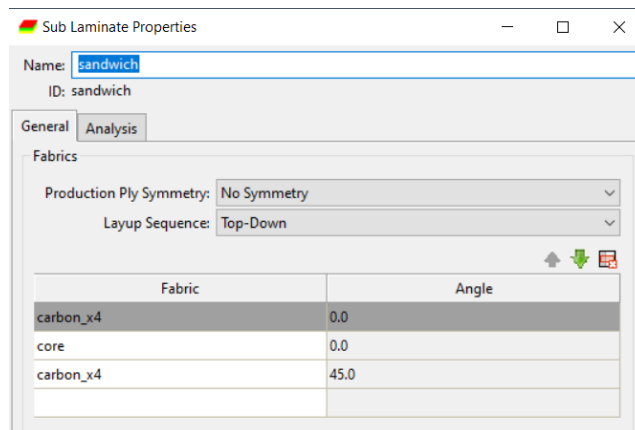 Sub Laminate Properties
Name: sandwich
ID: sandwich
General Analysis
Fabrics
Production Ply Symmetry: No Symmetry
Layup Sequence: Top-Down
Fabric Angle
carbon_x4 0.0
core 0.0
carbon_x4 45.0